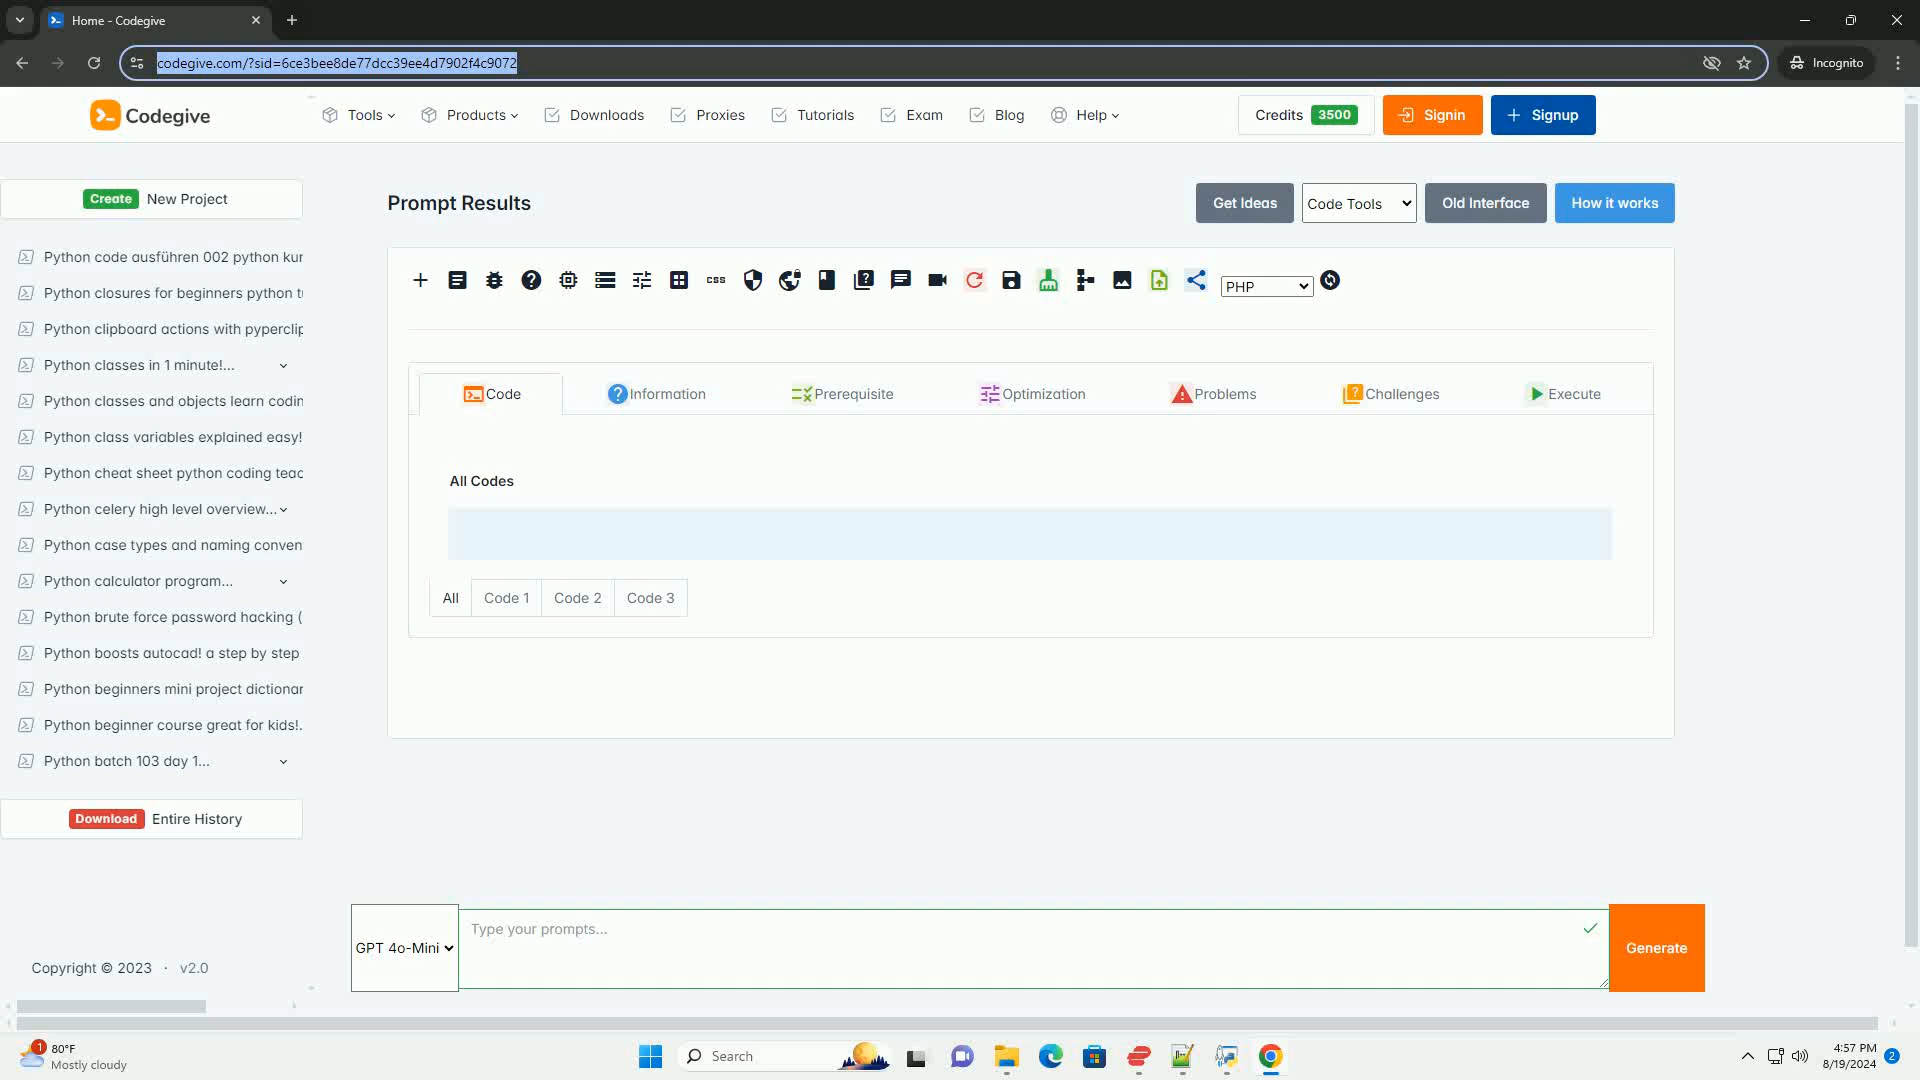 Home - Codegive
codegive.com/?sid=6ce3bee8de77dcc39ee4d7902f4c9072
Incognito
Codegive
Tools
Products
Downloads
Proxies
Tutorials
Exam
Blog
Help
Credits 3500
Signin
Signup
Create New Project
Python code ausführen 002 python kur
Python closures for beginners python tu
Python clipboard actions with pyperclip
Python classes in 1 minute!...
Python classes and objects learn codin
Python class variables explained easy!
Python cheat sheet python coding teac
Python celery high level overview...
Python case types and naming conven
Python calculator program...
Python brute force password hacking (
Python boosts autocad! a step by step
Python beginners mini project dictionar
Python beginner course great for kids!.
Python batch 103 day 1...
Download Entire History
Copyright © 2023 · v2.0
Prompt Results
Get Ideas
Code Tools
Old Interface
How it works
css
PHP
Code
Information
Prerequisite
Optimization
Problems
Challenges
Execute
All Codes
All
Code 1
Code 2
Code 3
GPT 4o-Mini
Type your prompts...
Generate
1
80°F
Mostly cloudy
Search
4:57 PM
8/19/2024
2